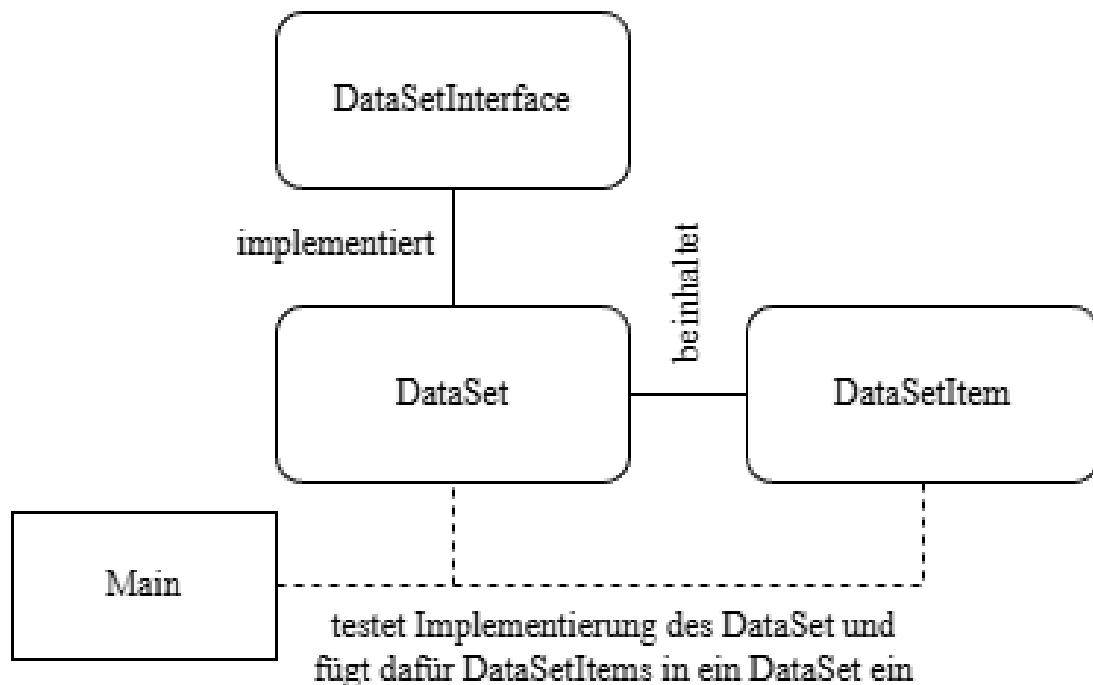 DataSetInterface
implementiert
beinhaltet
DataSet
DataSetItem
Main
testet Implementierung des DataSet und
fügt dafür DataSetItems in ein DataSet ein